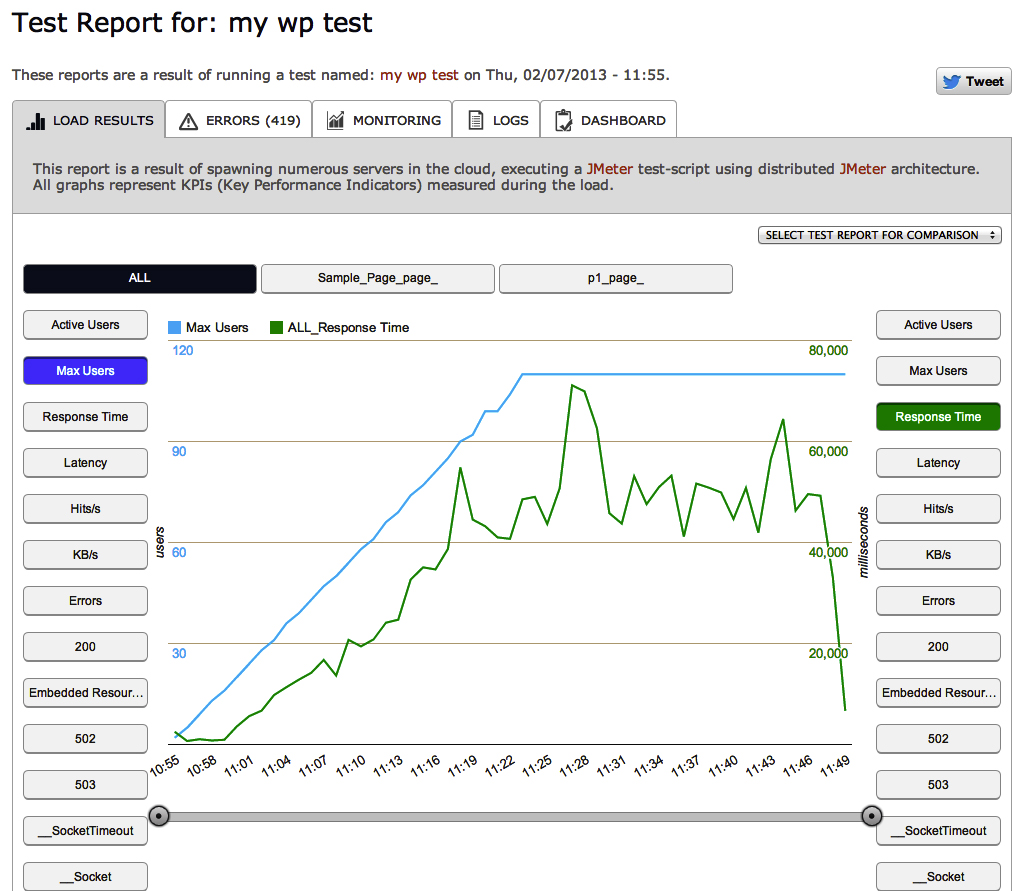 Test Report for: my wp test
These reports are a result of running a test named: my wp test on Thu, 02/07/2013 - 11:55.
Tweet
LOAD RESULTS
ERRORS (419)
MONITORING
LOGS
DASHBOARD
This report is a result of spawning numerous servers in the cloud, executing a JMeter test-script using distributed JMeter architecture.
All graphs represent KPIs (Key Performance Indicators) measured during the load.
SELECT TEST REPORT FOR COMPARISON
ALL
Sample_Page_page_
p1_page_
Active Users
Max Users
Response Time
Latency
Hits/s
KB/s
Errors
200
Embedded Resour...
502
503
__SocketTimeout
__Socket
Max Users
ALL_Response Time
120
90
60
30
users
80,000
60,000
40,000
20,000
milliseconds
10:55
10:58
11:01
11:04
11:07
11:10
11:13
11:16
11:19
11:22
11:25
11:28
11:31
11:34
11:37
11:40
11:43
11:46
11:49
Active Users
Max Users
Response Time
Latency
Hits/s
KB/s
Errors
200
Embedded Resour...
502
503
__SocketTimeout
__Socket